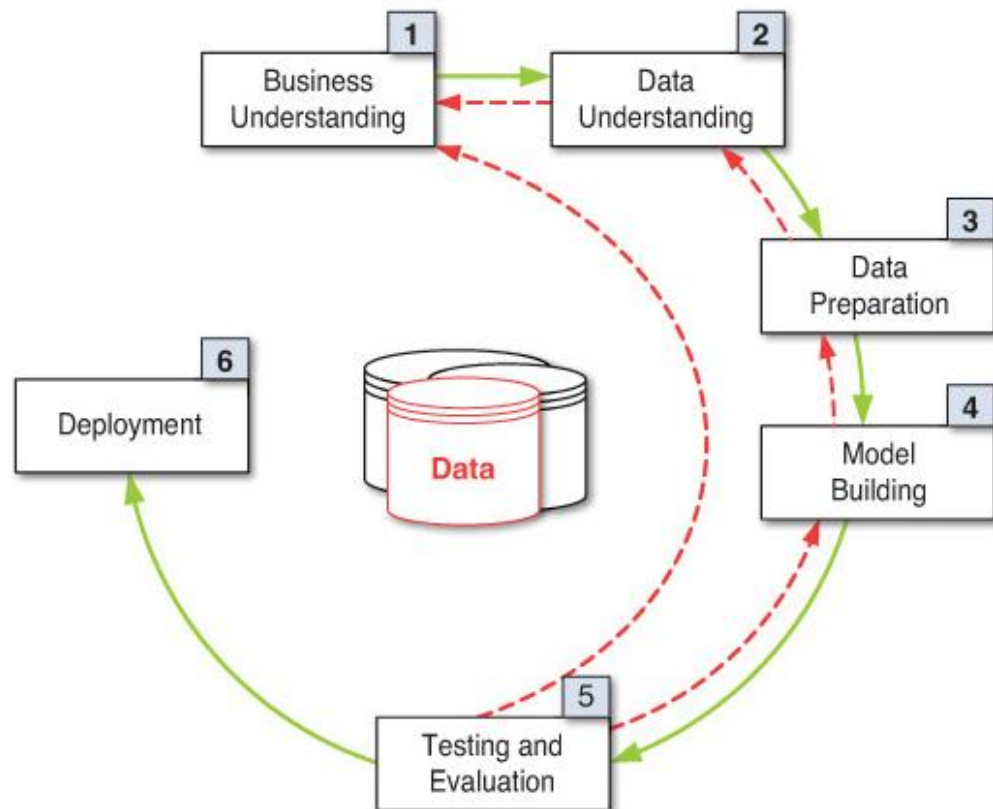 1
Business
Understanding
2
Data
Understanding
3
Data
Preparation
4
Model
Building
5
Testing and
Evaluation
6
Deployment
Data